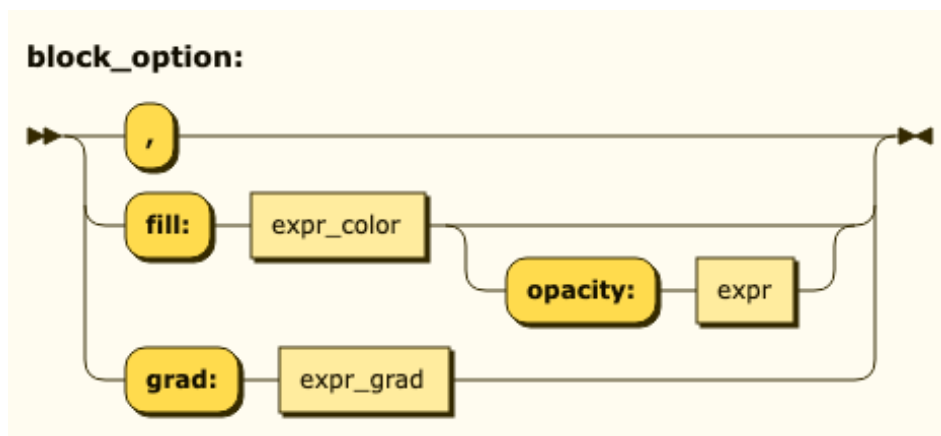 block_option:
,
fill: expr_color
opacity: expr
grad: expr_grad